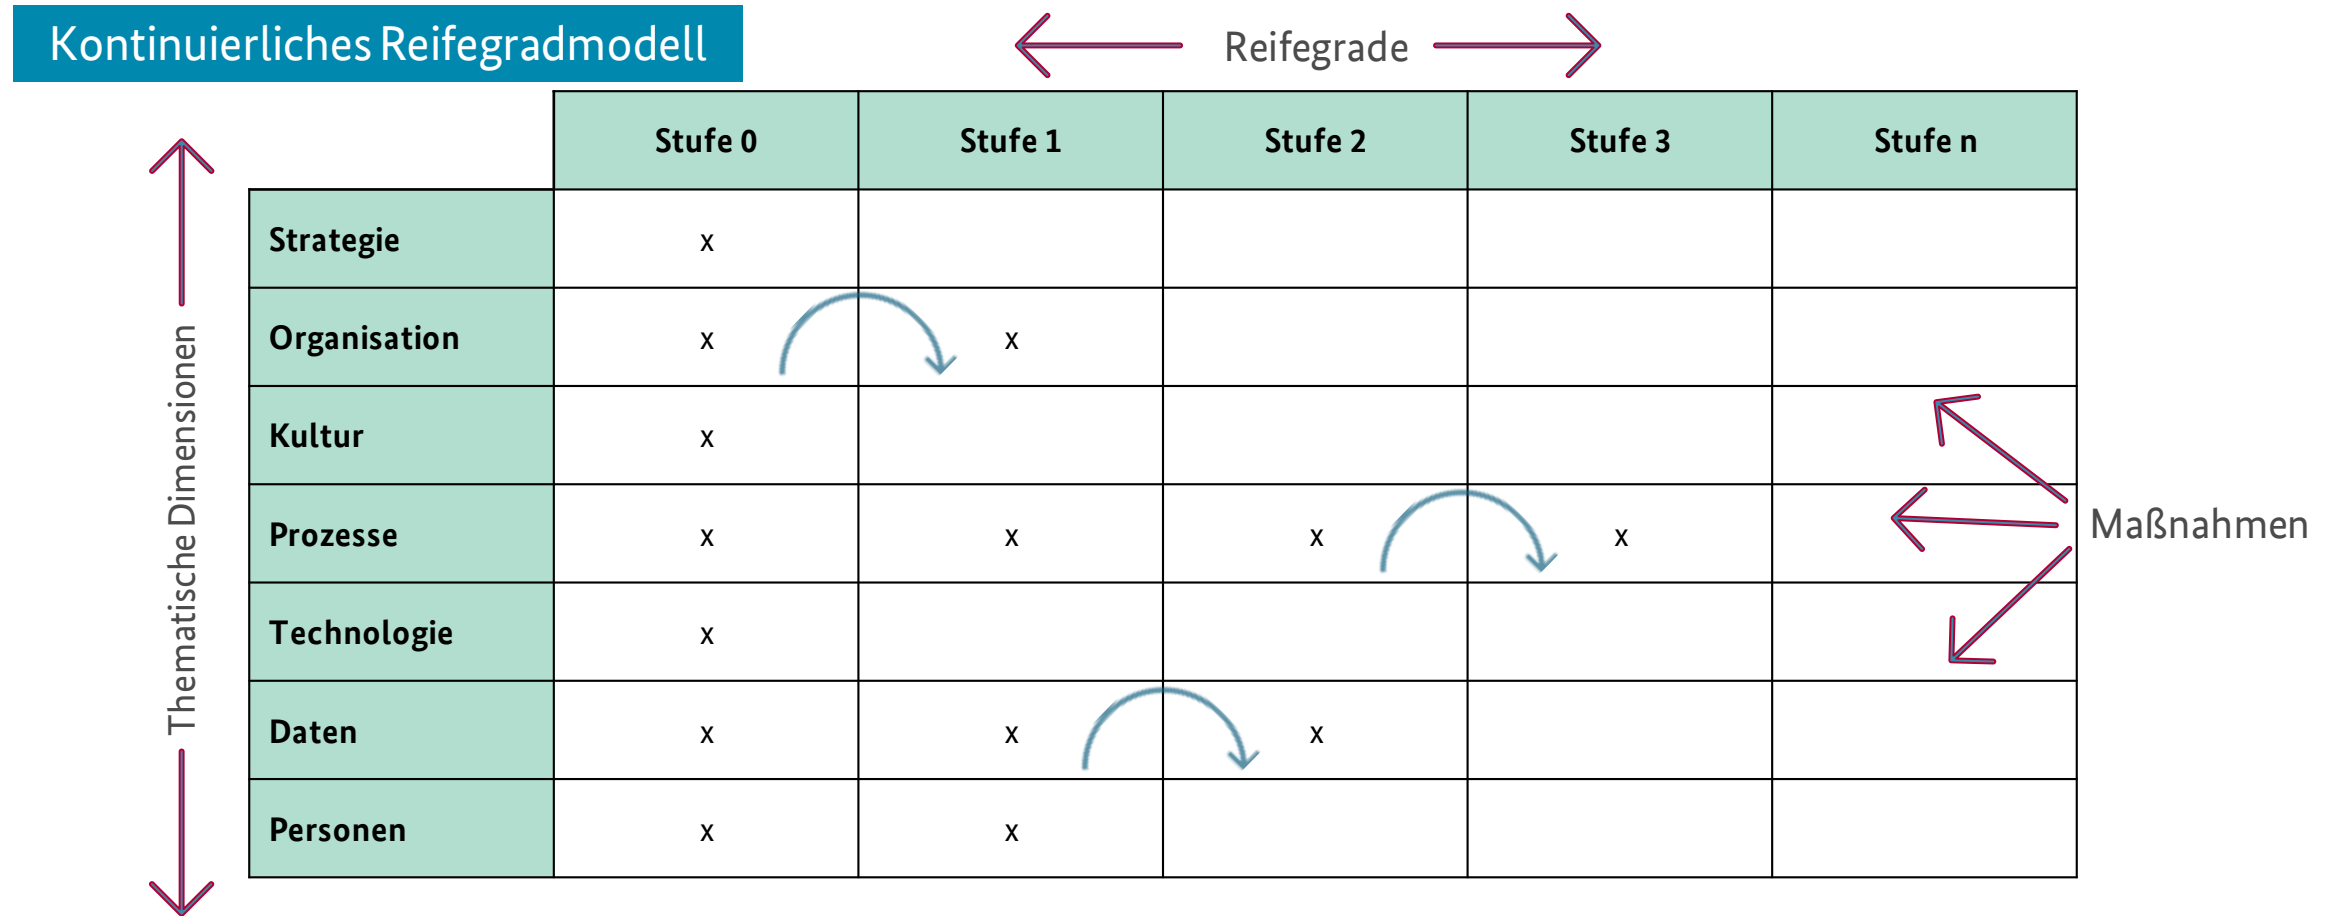 Kontinuierliches Reifegradmodell
Reifegrade
Stufe 0 Stufe 1 Stufe 2 Stufe 3 Stufe n
Thematische Dimensionen
Strategie x
Organisation x x
Kultur x
Prozesse x x x x
Maßnahmen
Technologie x
Daten x x x
Personen x x